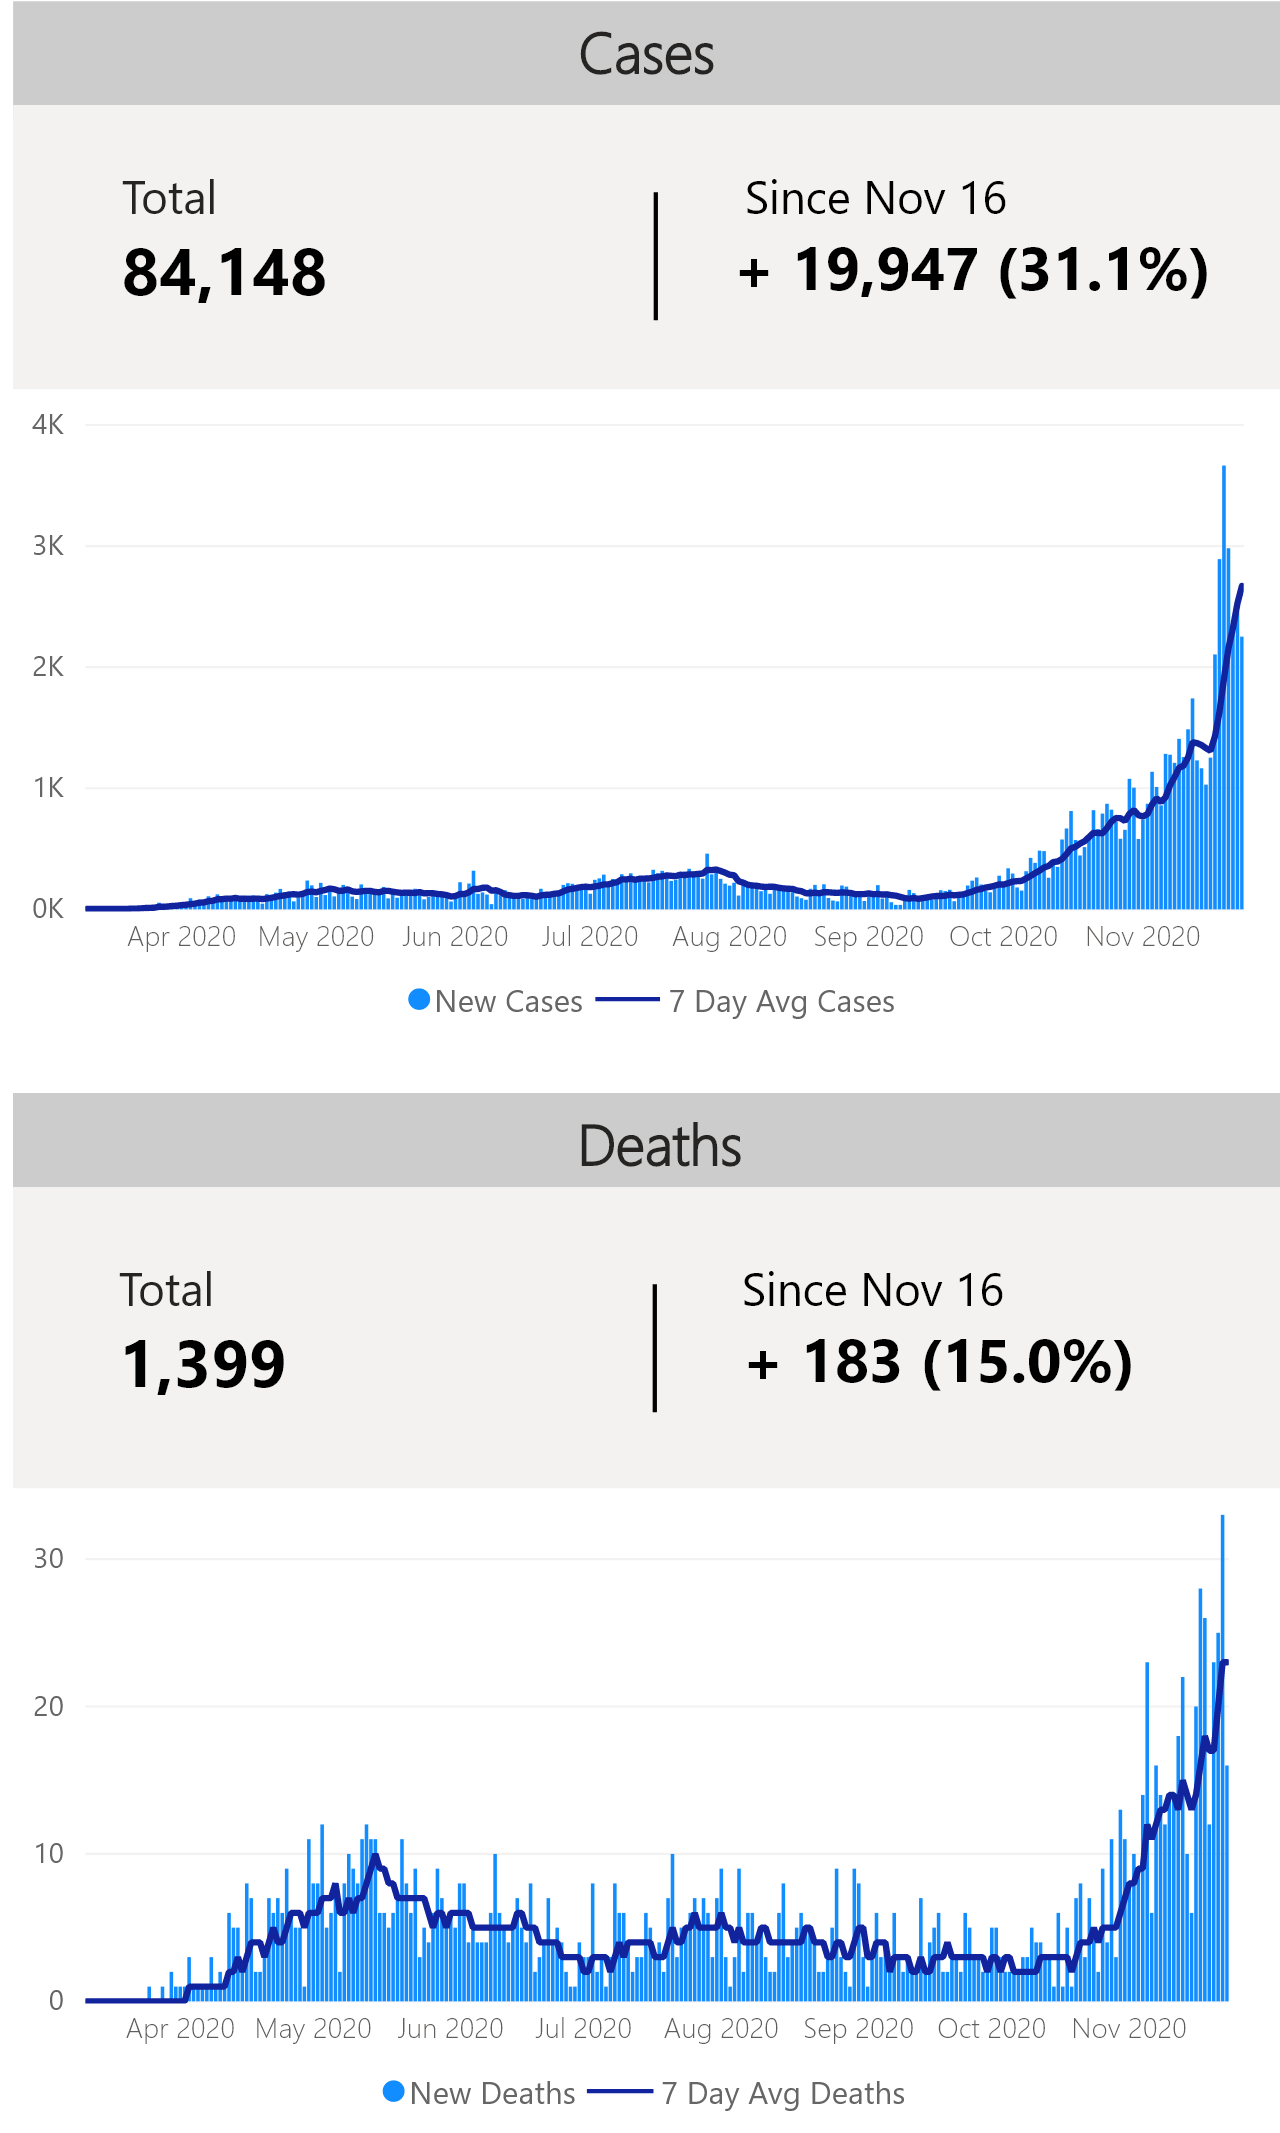 Cases
Total
Since Nov 16
84,148
+ 19,947 (31.1%)
4K
3K
2K
1K
0K
Apr 2020 May 2020 Jun 2020 Jul 2020 Aug 2020 Sep 2020 Oct 2020 Nov 2020
New Cases 7 Day Avg Cases
Deaths
Total
Since Nov 16
1,399
+ 183 (15.0%)
30
20
10
0
Apr 2020 May 2020 Jun 2020 Jul 2020 Aug 2020 Sep 2020 Oct 2020 Nov 2020
New Deaths 7 Day Avg Deaths